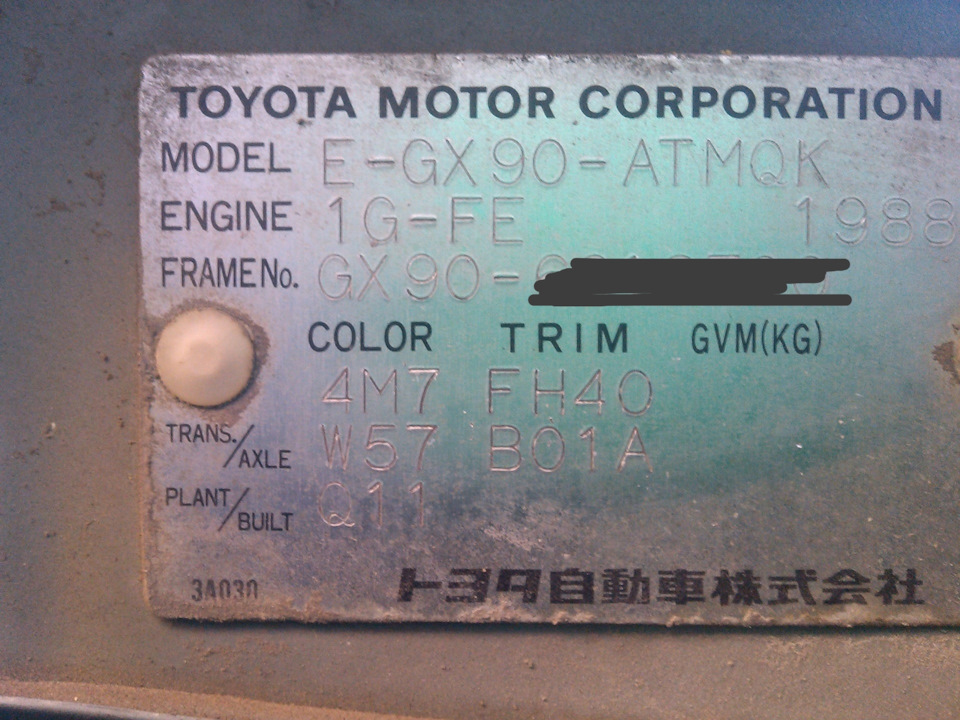 TOYOTA MOTOR CORPORATION
MODEL E-GX90-ATMQK
ENGINE 1G-FE 1988
FRAME No. GX90-
COLOR TRIM GVM(KG)
4M7 FH40
TRANS./AXLE W57 B01A
PLANT/BUILT Q11
3A030 トヨタ自動車株式会社